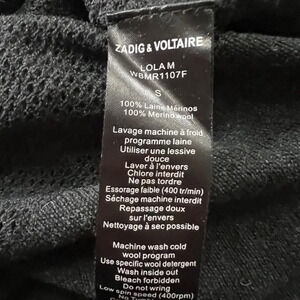 ZADIG & VOLTAIRE
LOLA M
WBMR1107F
S
100% Laine Mérinos
100% Merino wool
Lavage machine à froid
programme laine
Utiliser une lessive
douce
Laver à l'envers
Chlore interdit
Ne pas tordre
Essorage faible (400 tr/min)
Séchage machine interdit
Repassage doux
sur l'envers
Nettoyage à sec possible
Machine wash cold
wool program
Use specific wool detergent
Wash inside out
Bleach forbidden
Do not wring
Low spin speed (400rpm)